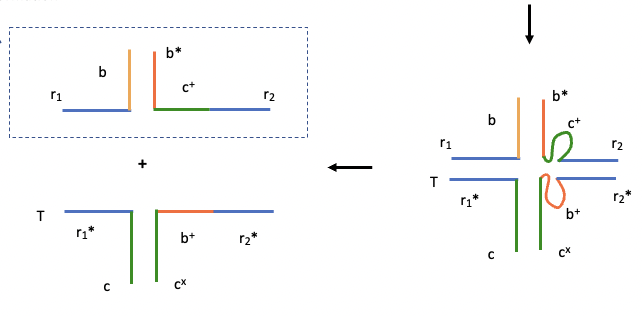 b*
b
c⁺
r₁
r₂
+
T
r₁*
b⁺
r₂*
c
cˣ
b*
b
c⁺
r₁
r₂
T
r₁*
r₂*
b⁺
c
cˣ